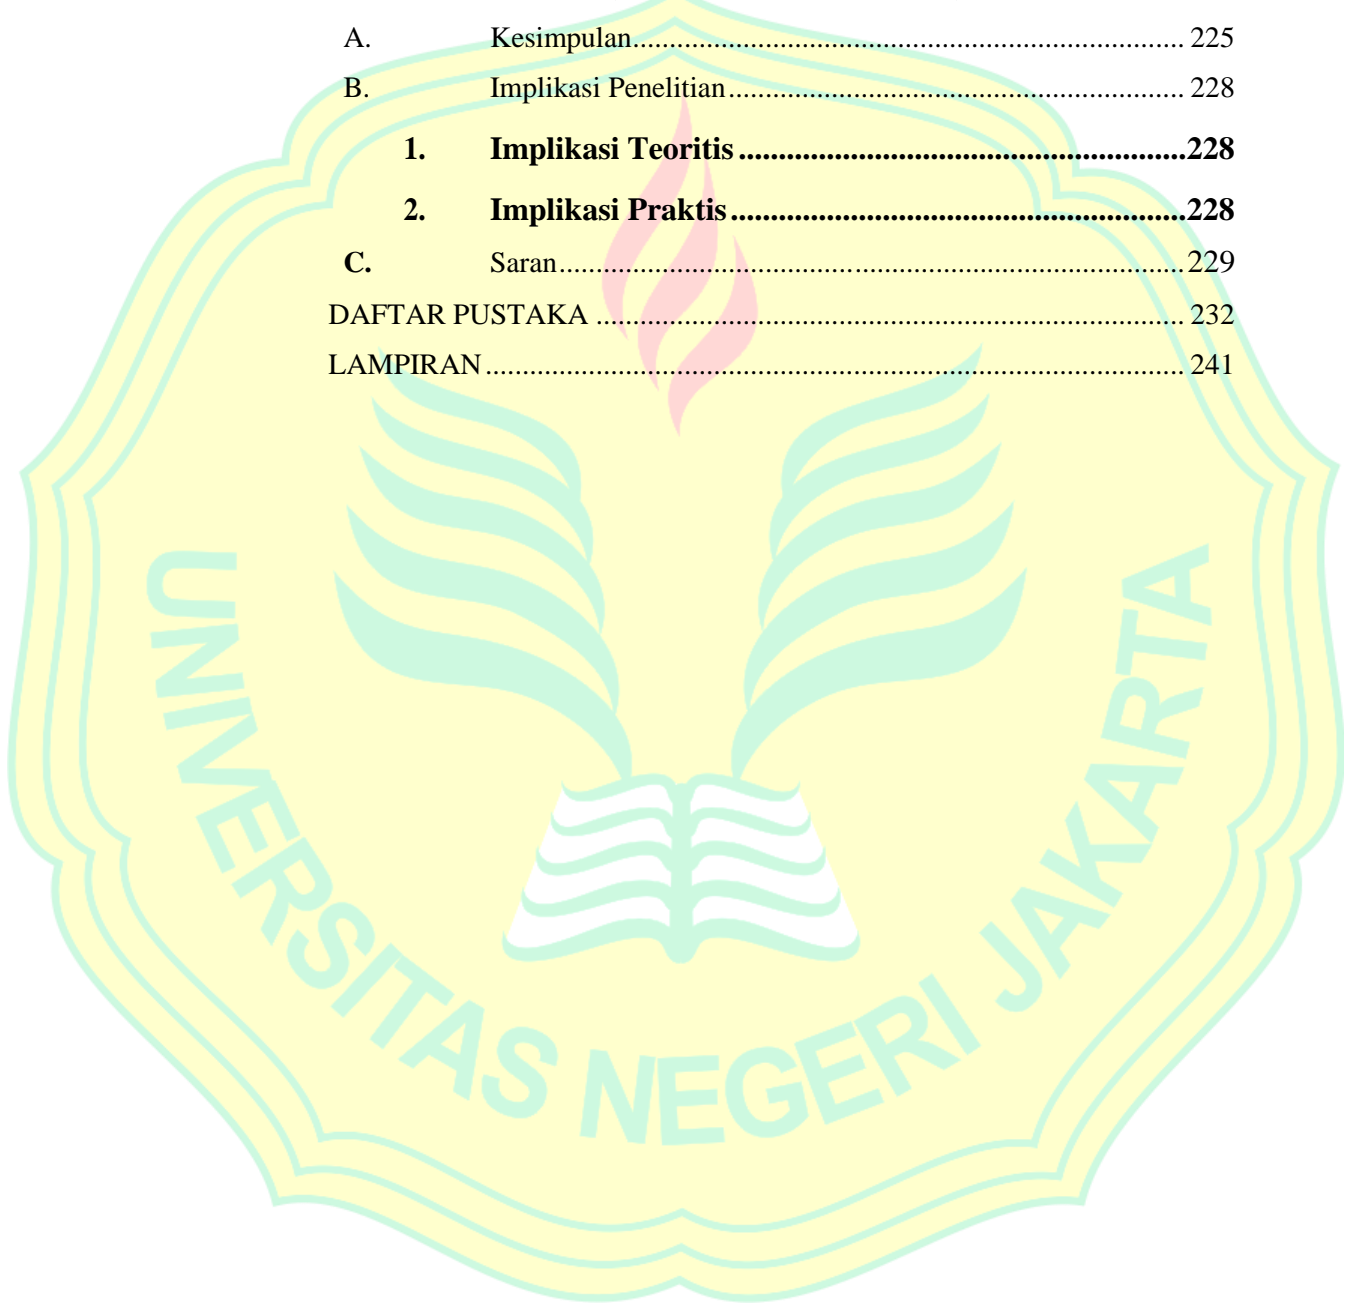 A. Kesimpulan........................................................................... 225
B. Implikasi Penelitian.............................................................. 228
1. Implikasi Teoritis.........................................................228
2. Implikasi Praktis..........................................................228
C. Saran.....................................................................................229
DAFTAR PUSTAKA ................................................................................ 232
LAMPIRAN............................................................................................... 241
UNIVERSITAS NEGERI JAKARTA